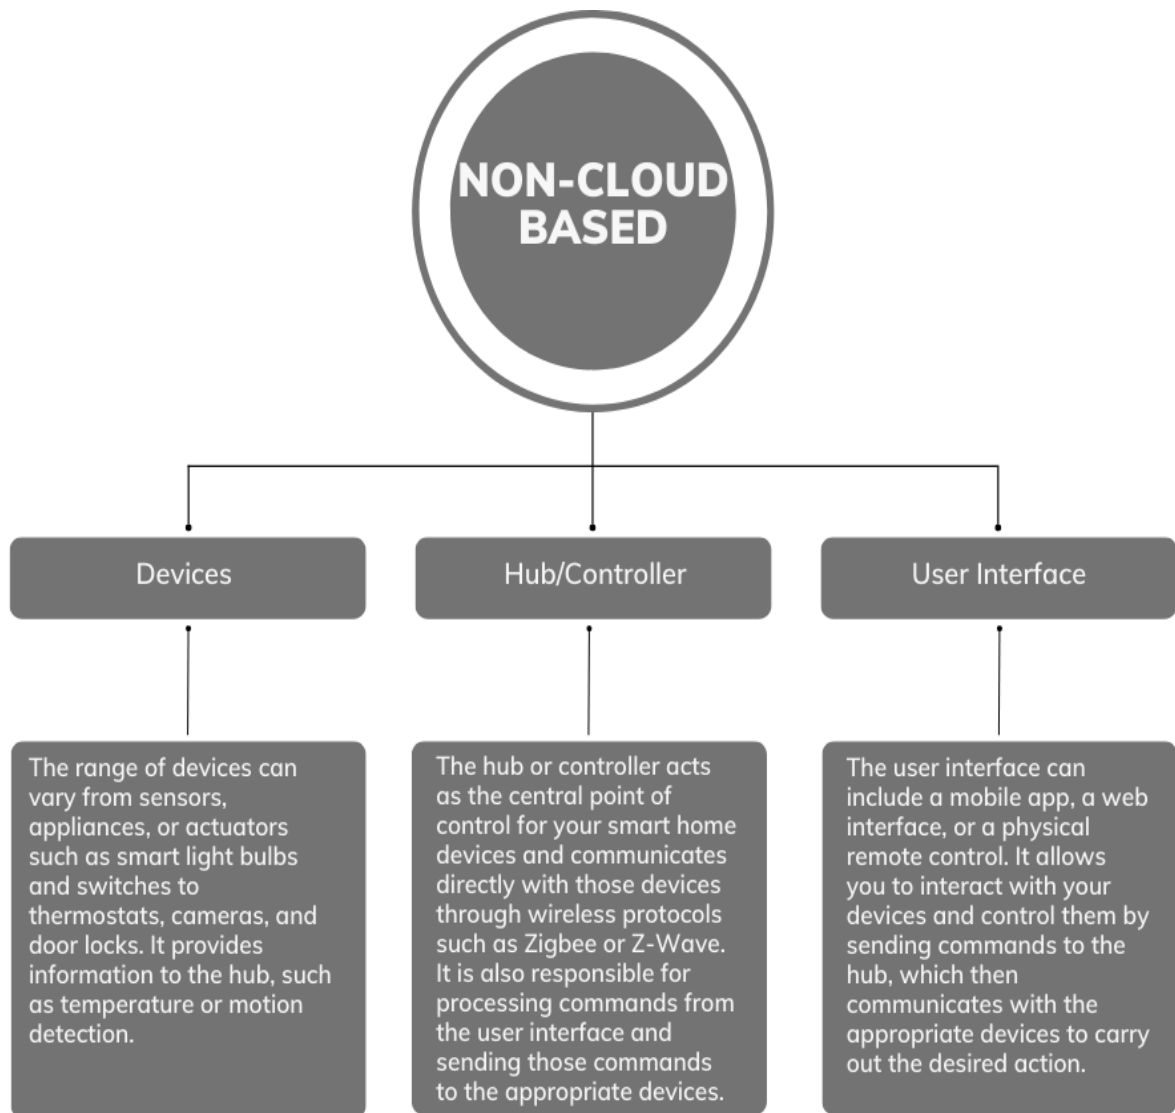 NON-CLOUD
BASED
Devices
Hub/Controller
User Interface
The range of devices can
vary from sensors,
appliances, or actuators
such as smart light bulbs
and switches to
thermostats, cameras, and
door locks. It provides
information to the hub, such
as temperature or motion
detection.
The hub or controller acts
as the central point of
control for your smart home
devices and communicates
directly with those devices
through wireless protocols
such as Zigbee or Z-Wave.
It is also responsible for
processing commands from
the user interface and
sending those commands
to the appropriate devices.
The user interface can
include a mobile app, a web
interface, or a physical
remote control. It allows
you to interact with your
devices and control them by
sending commands to the
hub, which then
communicates with the
appropriate devices to carry
out the desired action.